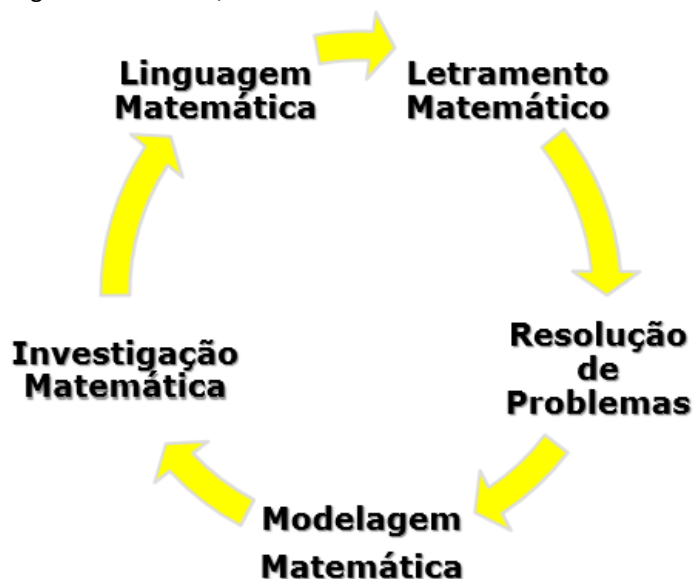 Linguagem
Matemática
Letramento
Matemático
Resolução
de
Problemas
Modelagem
Matemática
Investigação
Matemática